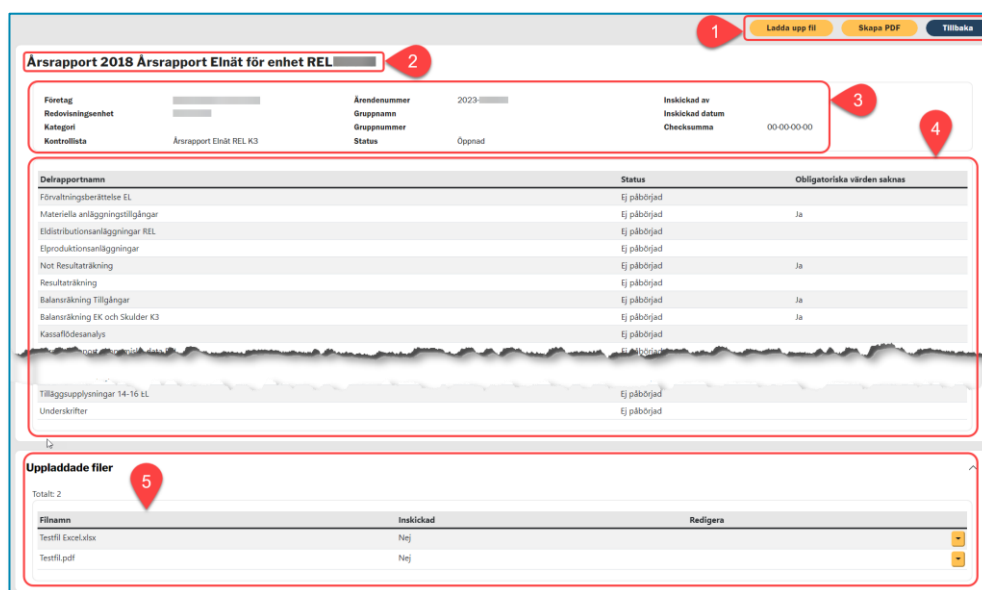 1 Ladda upp fil Skapa PDF Tillbaka
Årsrapport 2018 Årsrapport Elnät för enhet REL 2
Företag Ärendenummer 2023- Inskickad av
Redovisningsenhet Gruppnamn Inskickad datum 3
Kategori Gruppnummer Checksumma 00-00-00-00
Kontrollista Årsrapport Elnät REL K3 Status Öppnad
4
Delrapportnamn Status Obligatoriska värden saknas
Förvaltningsberättelse EL Ej påbörjad
Materiella anläggningstillgångar Ej påbörjad Ja
Eldistributionsanläggningar REL Ej påbörjad
Elproduktionsanläggningar Ej påbörjad
Not Resultaträkning Ej påbörjad Ja
Resultaträkning Ej påbörjad
Balansräkning Tillgångar Ej påbörjad Ja
Balansräkning EK och Skulder K3 Ej påbörjad Ja
Kassaflödesanalys Ej påbörjad
Ej påbörjad
Tilläggsupplysningar 14-16 EL Ej påbörjad
Underskrifter Ej påbörjad
Uppladdade filer
5
Totalt: 2
Filnamn Inskickad Redigera
Testfil Excel.xlsx Nej
Testfil.pdf Nej